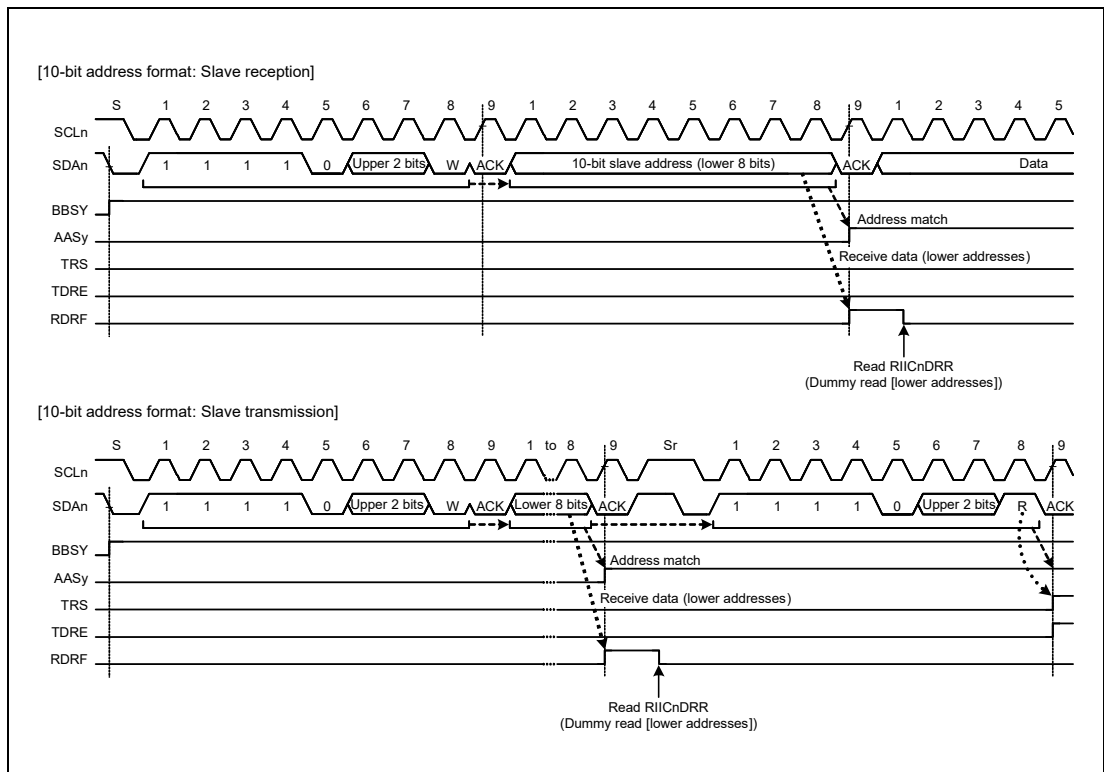 [10-bit address format: Slave reception]
S 1 2 3 4 5 6 7 8 9 1 2 3 4 5 6 7 8 9 1 2 3 4 5
SCLn
SDAn 1 1 1 1 0 Upper 2 bits W ACK 10-bit slave address (lower 8 bits) ACK Data
BBSY
Address match
AASy
Receive data (lower addresses)
TRS
TDRE
RDRF
Read RIICnDRR
(Dummy read [lower addresses])
[10-bit address format: Slave transmission]
S 1 2 3 4 5 6 7 8 9 1 to 8 9 Sr 1 2 3 4 5 6 7 8 9
SCLn
SDAn 1 1 1 1 0 Upper 2 bits W ACK Lower 8 bits ACK 1 1 1 1 0 Upper 2 bits R ACK
BBSY
Address match
AASy
Receive data (lower addresses)
TRS
TDRE
RDRF
Read RIICnDRR
(Dummy read [lower addresses])